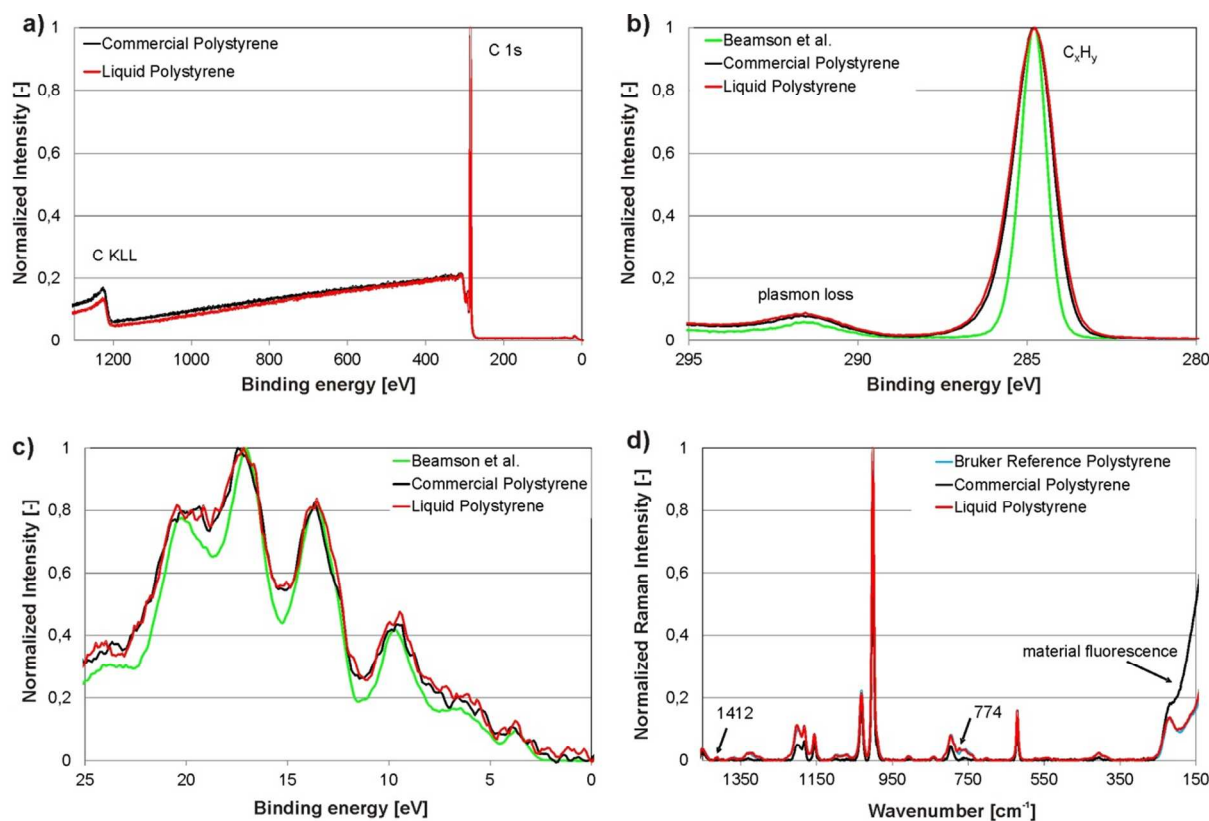 a)
Normalized Intensity [-]
1
0,8
0,6
0,4
0,2
0
Commercial Polystyrene
Liquid Polystyrene
C 1s
C KLL
1200 1000 800 600 400 200 0
Binding energy [eV]
b)
Normalized Intensity [-]
1
0,8
0,6
0,4
0,2
0
Beamson et al.
Commercial Polystyrene
Liquid Polystyrene
CxHy
plasmon loss
295 290 285 280
Binding energy [eV]
c)
Normalized Intensity [-]
1
0,8
0,6
0,4
0,2
0
Beamson et al.
Commercial Polystyrene
Liquid Polystyrene
25 20 15 10 5 0
Binding energy [eV]
d)
Normalized Raman Intensity [-]
1
0,8
0,6
0,4
0,2
0
Bruker Reference Polystyrene
Commercial Polystyrene
Liquid Polystyrene
material fluorescence
1412
774
1350 1150 950 750 550 350 150
Wavenumber [cm⁻¹]